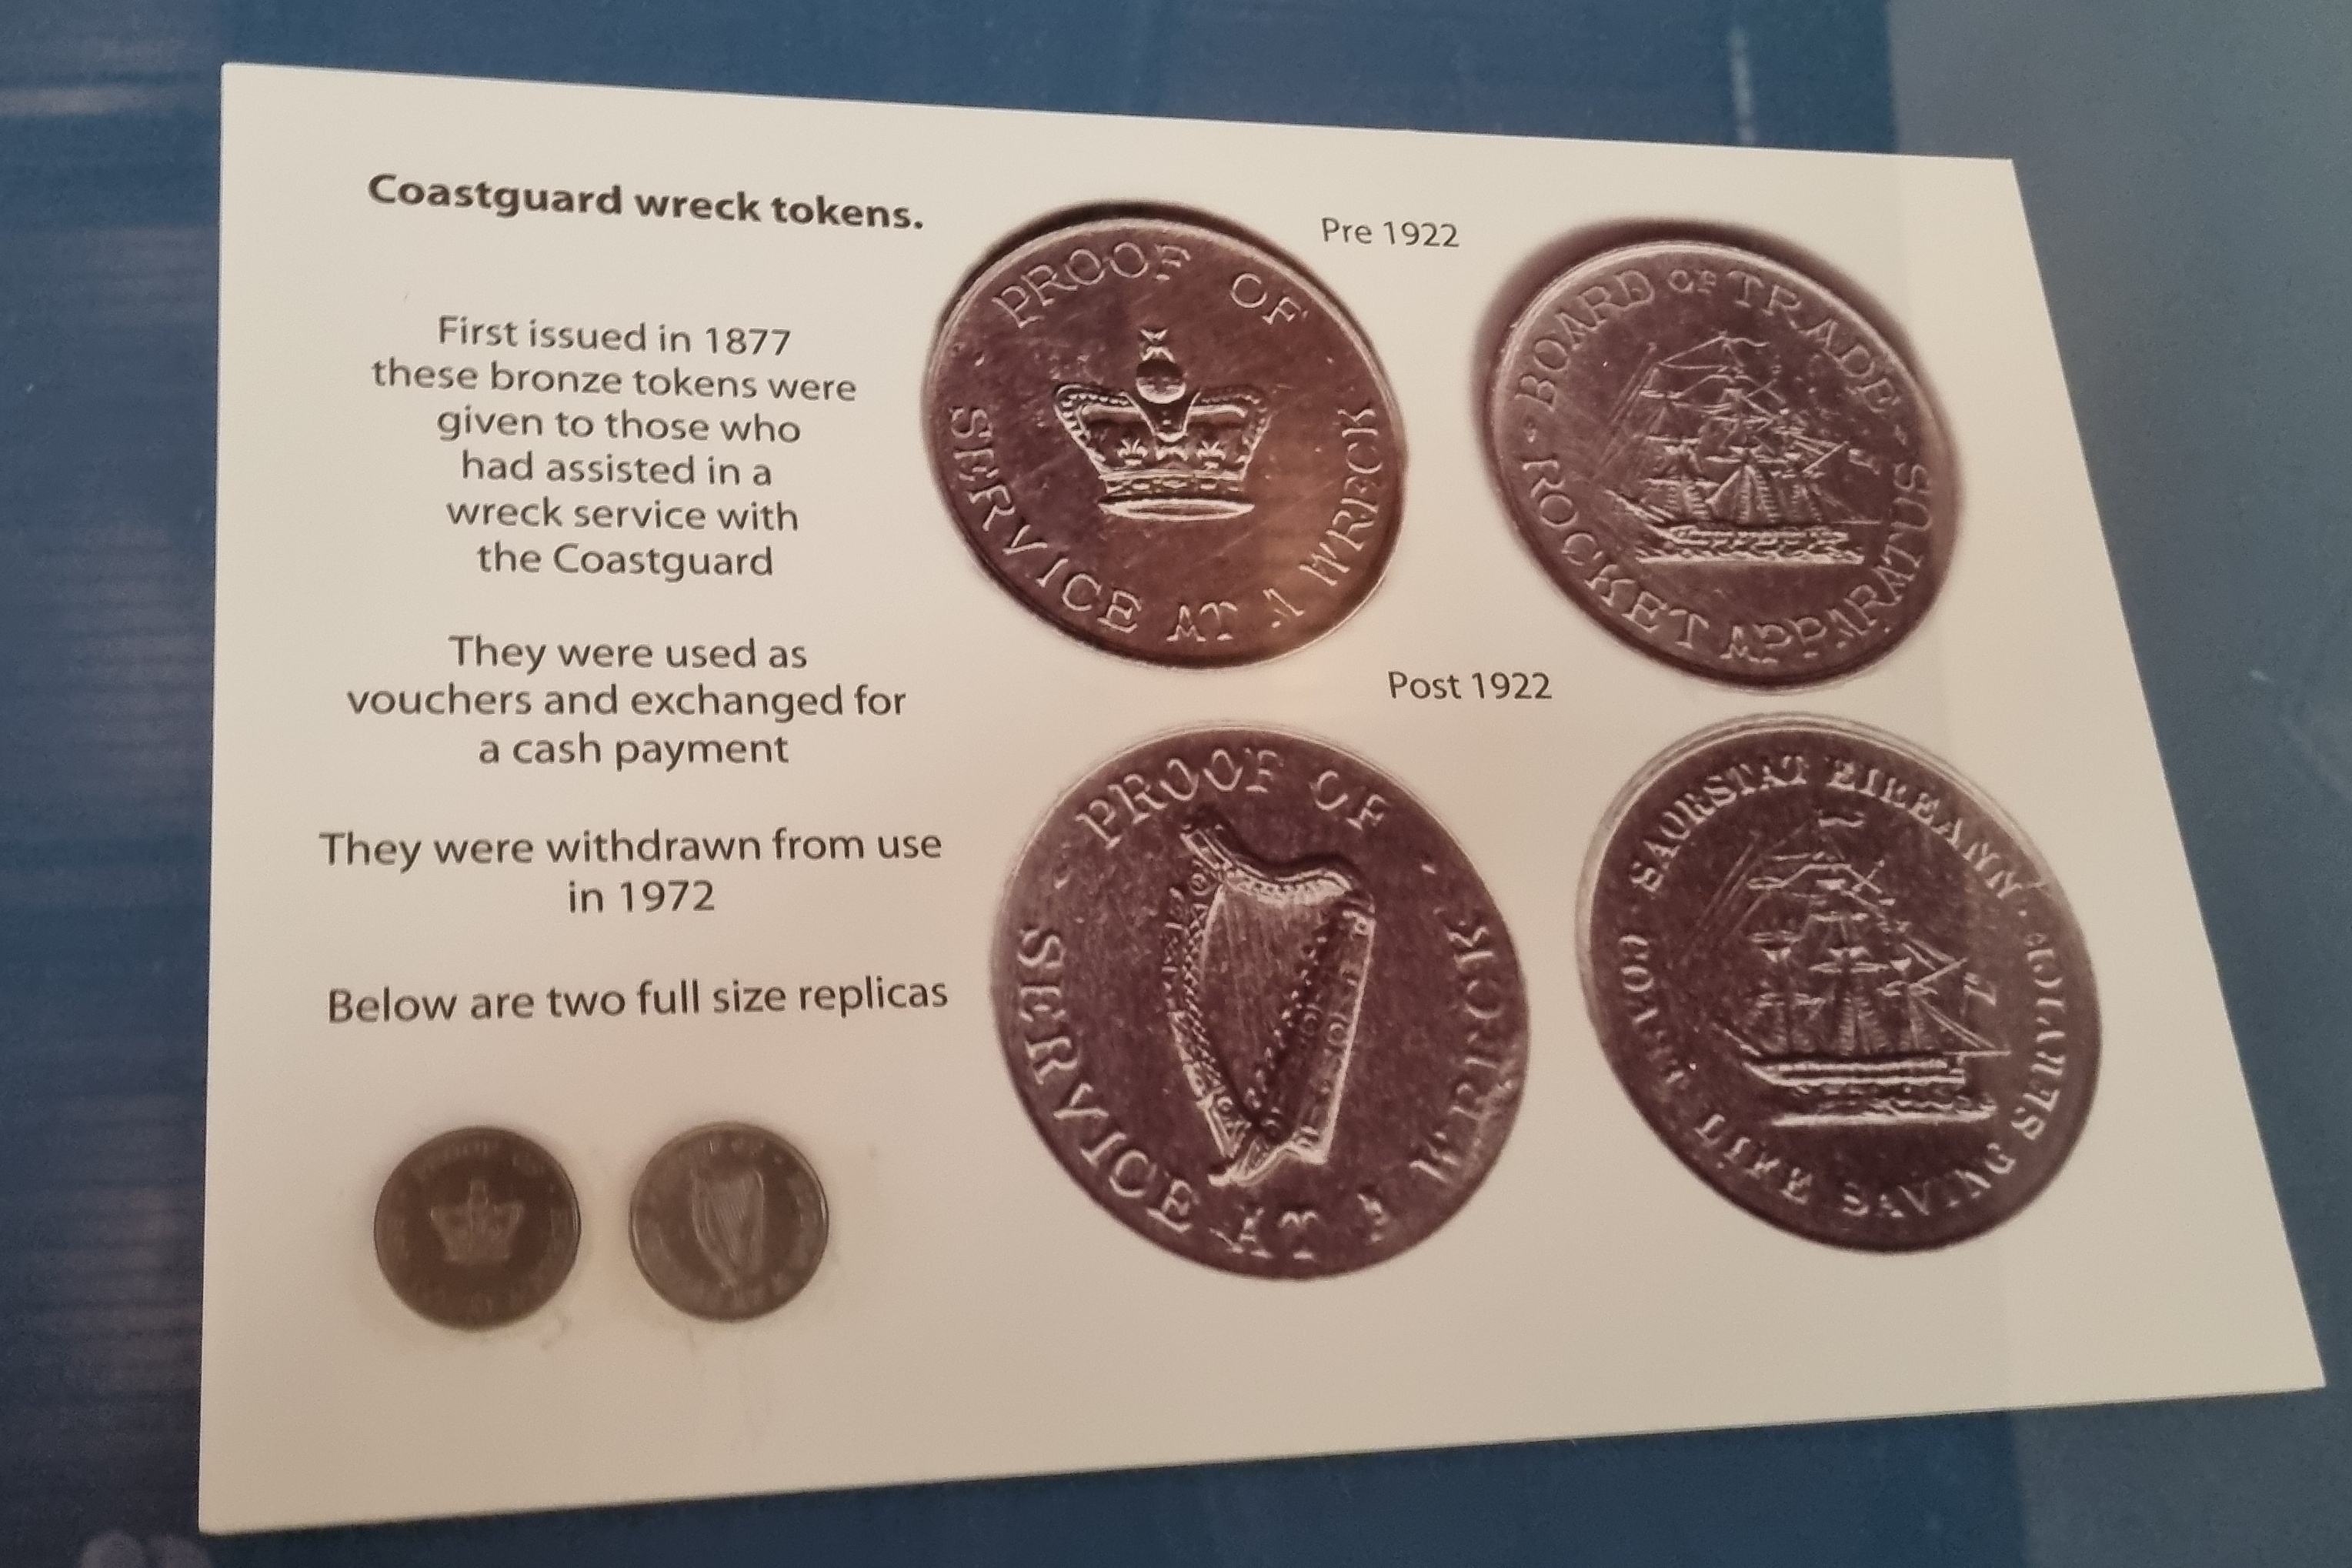 Coastguard wreck tokens.
First issued in 1877
these bronze tokens were
given to those who
had assisted in a
wreck service with
the Coastguard
They were used as
vouchers and exchanged for
a cash payment
They were withdrawn from use
in 1972
Below are two full size replicas
Pre 1922
PROOF OF
SERVICE AT A WRECK
BOARD OF TRADE
ROCKET APPARATUS
Post 1922
PROOF OF
SERVICE AT A WRECK
SAORSTAT EIREANN
COAST LIFE SAVING SERVICE